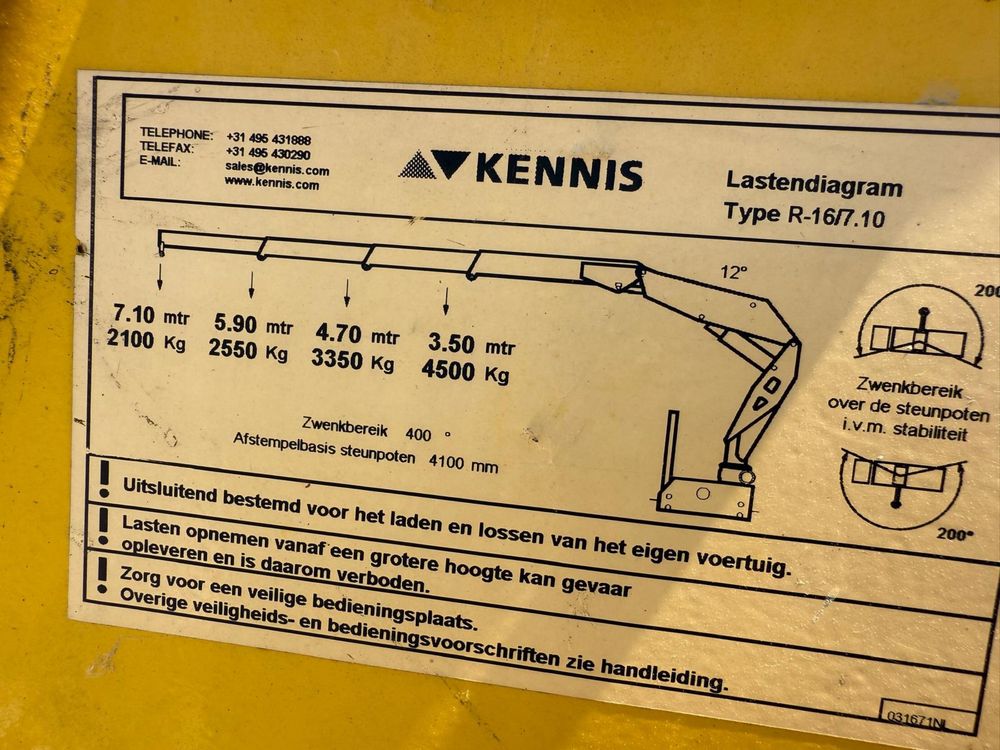 TELEPHONE: +31 495 431888
TELEFAX: +31 495 430290
E-MAIL: sales@kennis.com
www.kennis.com
KENNIS
Lastendiagram
Type R-16/7.10
12°
7.10 mtr 5.90 mtr 4.70 mtr 3.50 mtr
2100 Kg 2550 Kg 3350 Kg 4500 Kg
Zwenkbereik 400 °
Afstempelbasis steunpoten 4100 mm
200
Zwenkbereik
over de steunpoten
i.v.m. stabiliteit
200°
! Uitsluitend bestemd voor het laden en lossen van het eigen voertuig.
! Lasten opnemen vanaf een grotere hoogte kan gevaar
opleveren en is daarom verboden.
! Zorg voor een veilige bedieningsplaats.
Overige veiligheids- en bedieningsvoorschriften zie handleiding.
031671NL